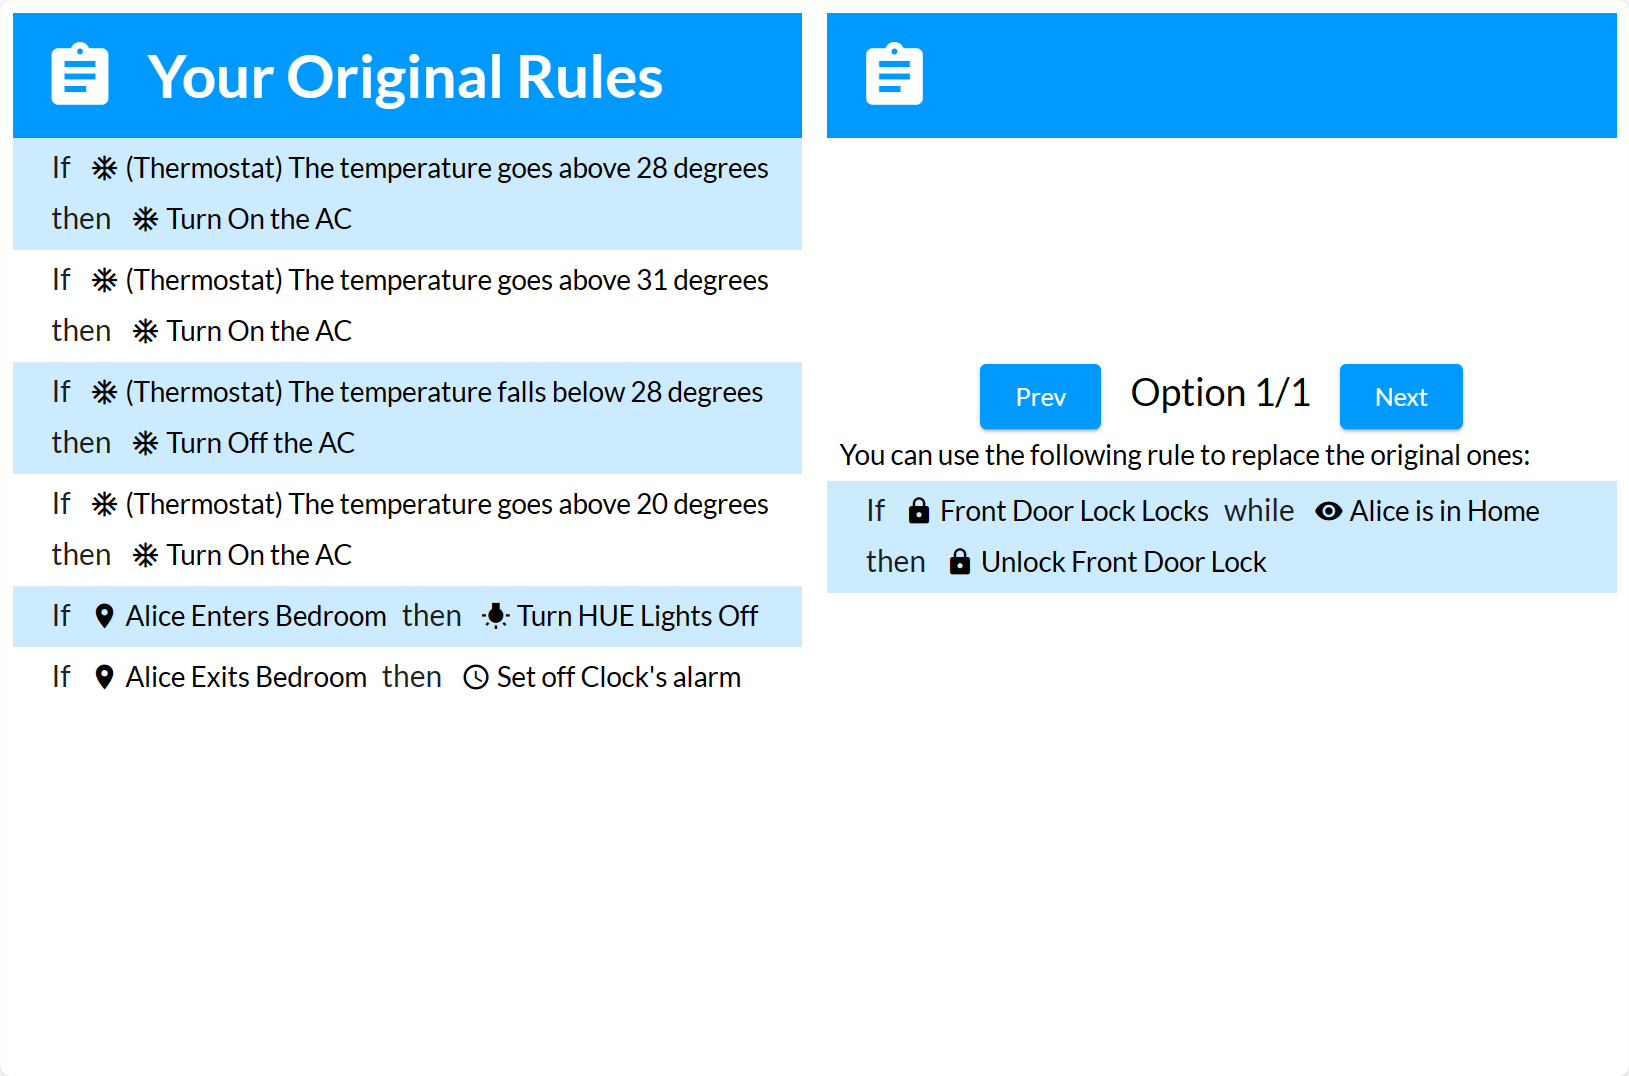 Your Original Rules
If (Thermostat) The temperature goes above 28 degrees
then Turn On the AC
If (Thermostat) The temperature goes above 31 degrees
then Turn On the AC
If (Thermostat) The temperature falls below 28 degrees
then Turn Off the AC
If (Thermostat) The temperature goes above 20 degrees
then Turn On the AC
If Alice Enters Bedroom then Turn HUE Lights Off
If Alice Exits Bedroom then Set off Clock's alarm
Prev Option 1/1 Next
You can use the following rule to replace the original ones:
If Front Door Lock Locks while Alice is in Home
then Unlock Front Door Lock